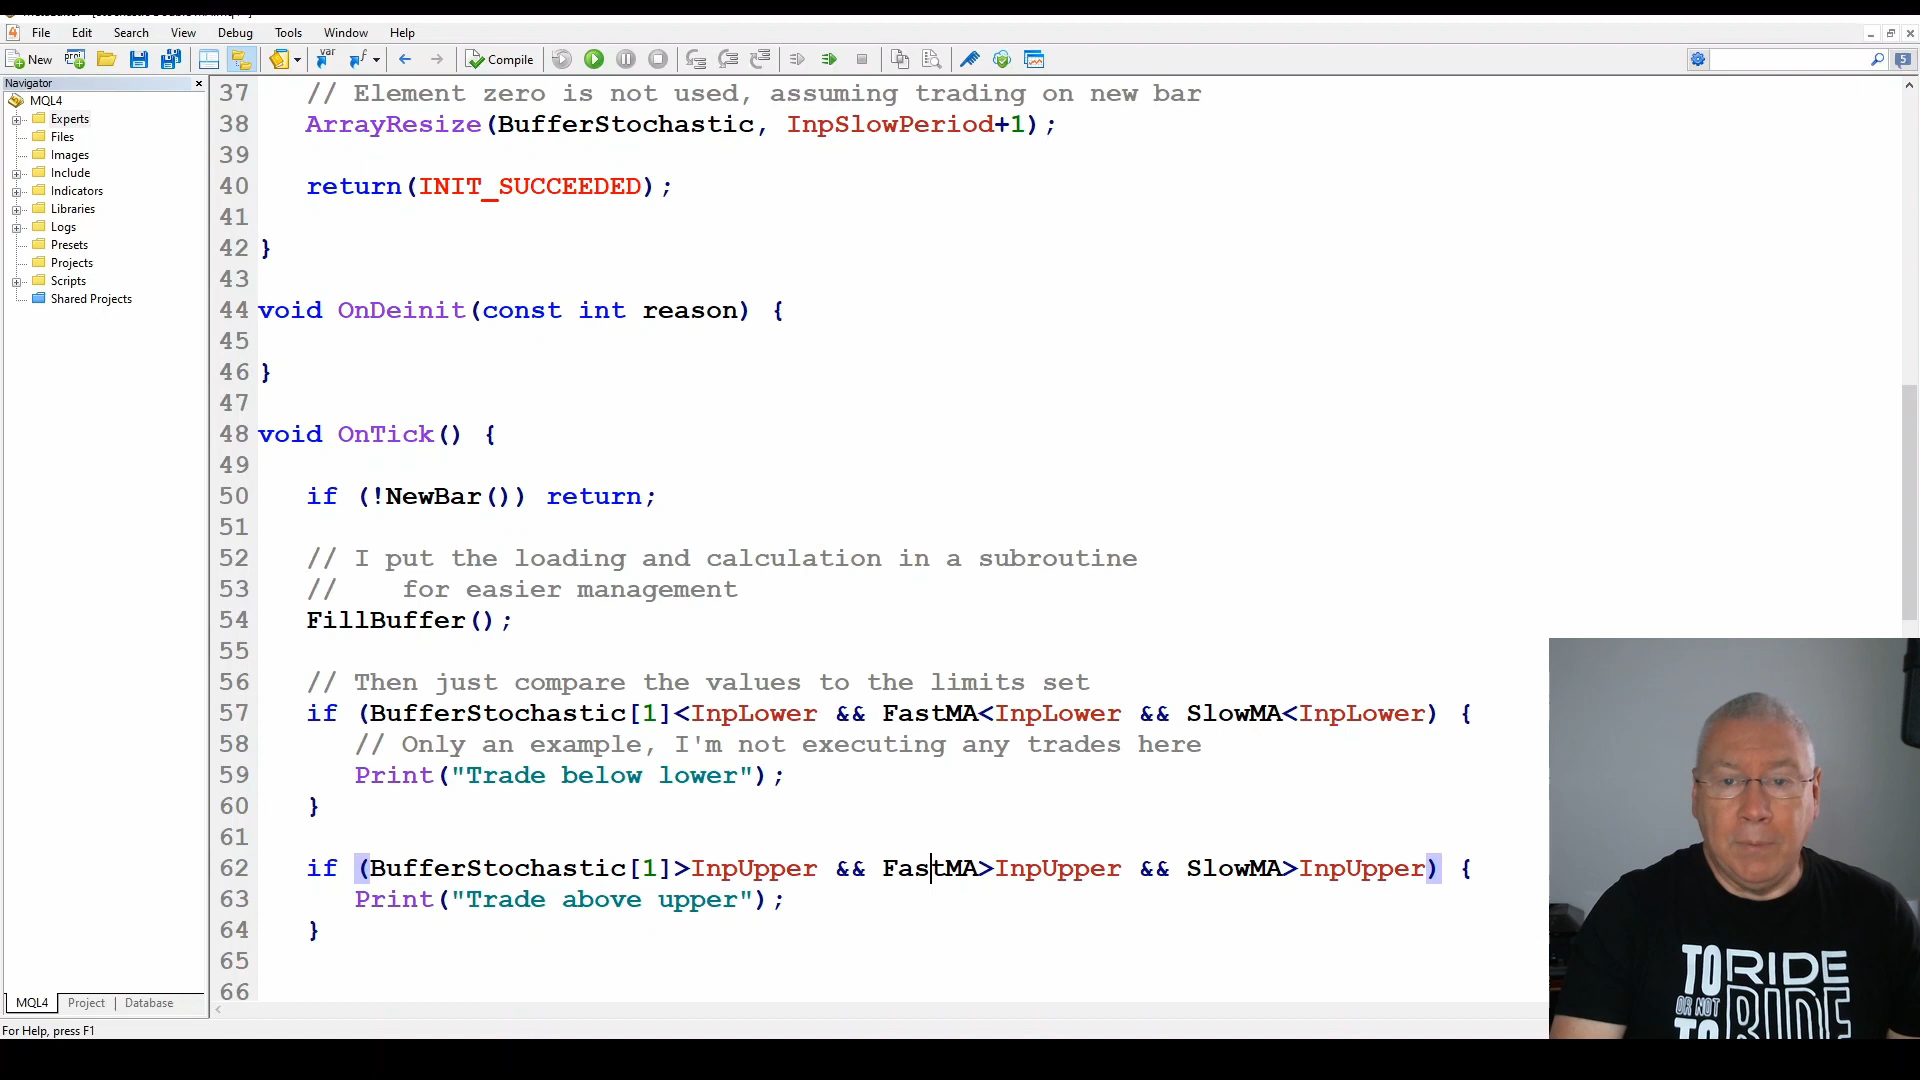 File Edit View Search Debug Tools Window Help
New Compile
Navigator
MQL4
Experts
Files
Images
Include
Indicators
Libraries
Logs
Presets
Projects
Scripts
Shared Projects
MQL4 Project Database
For Help, press F1
37 // Element zero is not used, assuming trading on new bar
38 ArrayResize(BufferStochastic, InpSlowPeriod+1);
39
40 return(INIT_SUCCEEDED);
41
42 }
43
44 void OnDeinit(const int reason) {
45
46 }
47
48 void OnTick() {
49
50 if (!NewBar()) return;
51
52 // I put the loading and calculation in a subroutine
53 // for easier management
54 FillBuffer();
55
56 // Then just compare the values to the limits set
57 if (BufferStochastic[1]<InpLower && FastMA<InpLower && SlowMA<InpLower) {
58 // Only an example, I'm not executing any trades here
59 Print("Trade below lower");
60 }
61
62 if (BufferStochastic[1]>InpUpper && FastMA>InpUpper && SlowMA>InpUpper) {
63 Print("Trade above upper");
64 }
65
66
TO RIDE
OR NOT
TO RIDE